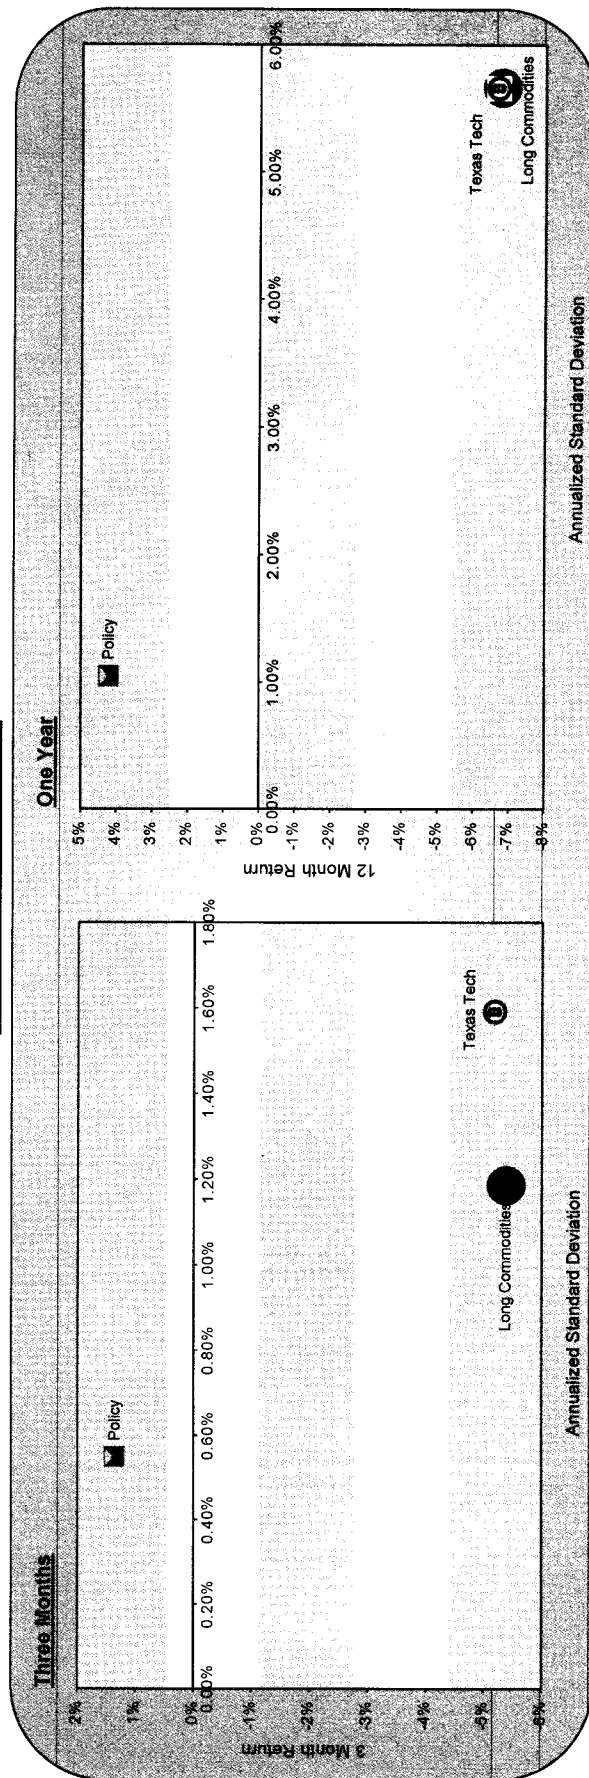 Three Months
2%
1%
0%
-1%
-2%
-3%
-4%
-5%
-6%
3 Month Return
0.00%
0.20%
0.40%
0.60%
0.80%
1.00%
1.20%
1.40%
1.60%
1.80%
Policy
Long Commodities
Texas Tech
B
Annualized Standard Deviation
One Year
5%
4%
3%
2%
1%
0%
-1%
-2%
-3%
-4%
-5%
-6%
-7%
-8%
12 Month Return
0.00%
1.00%
2.00%
3.00%
4.00%
5.00%
6.00%
Policy
Texas Tech
B
Long Commodities
Annualized Standard Deviation